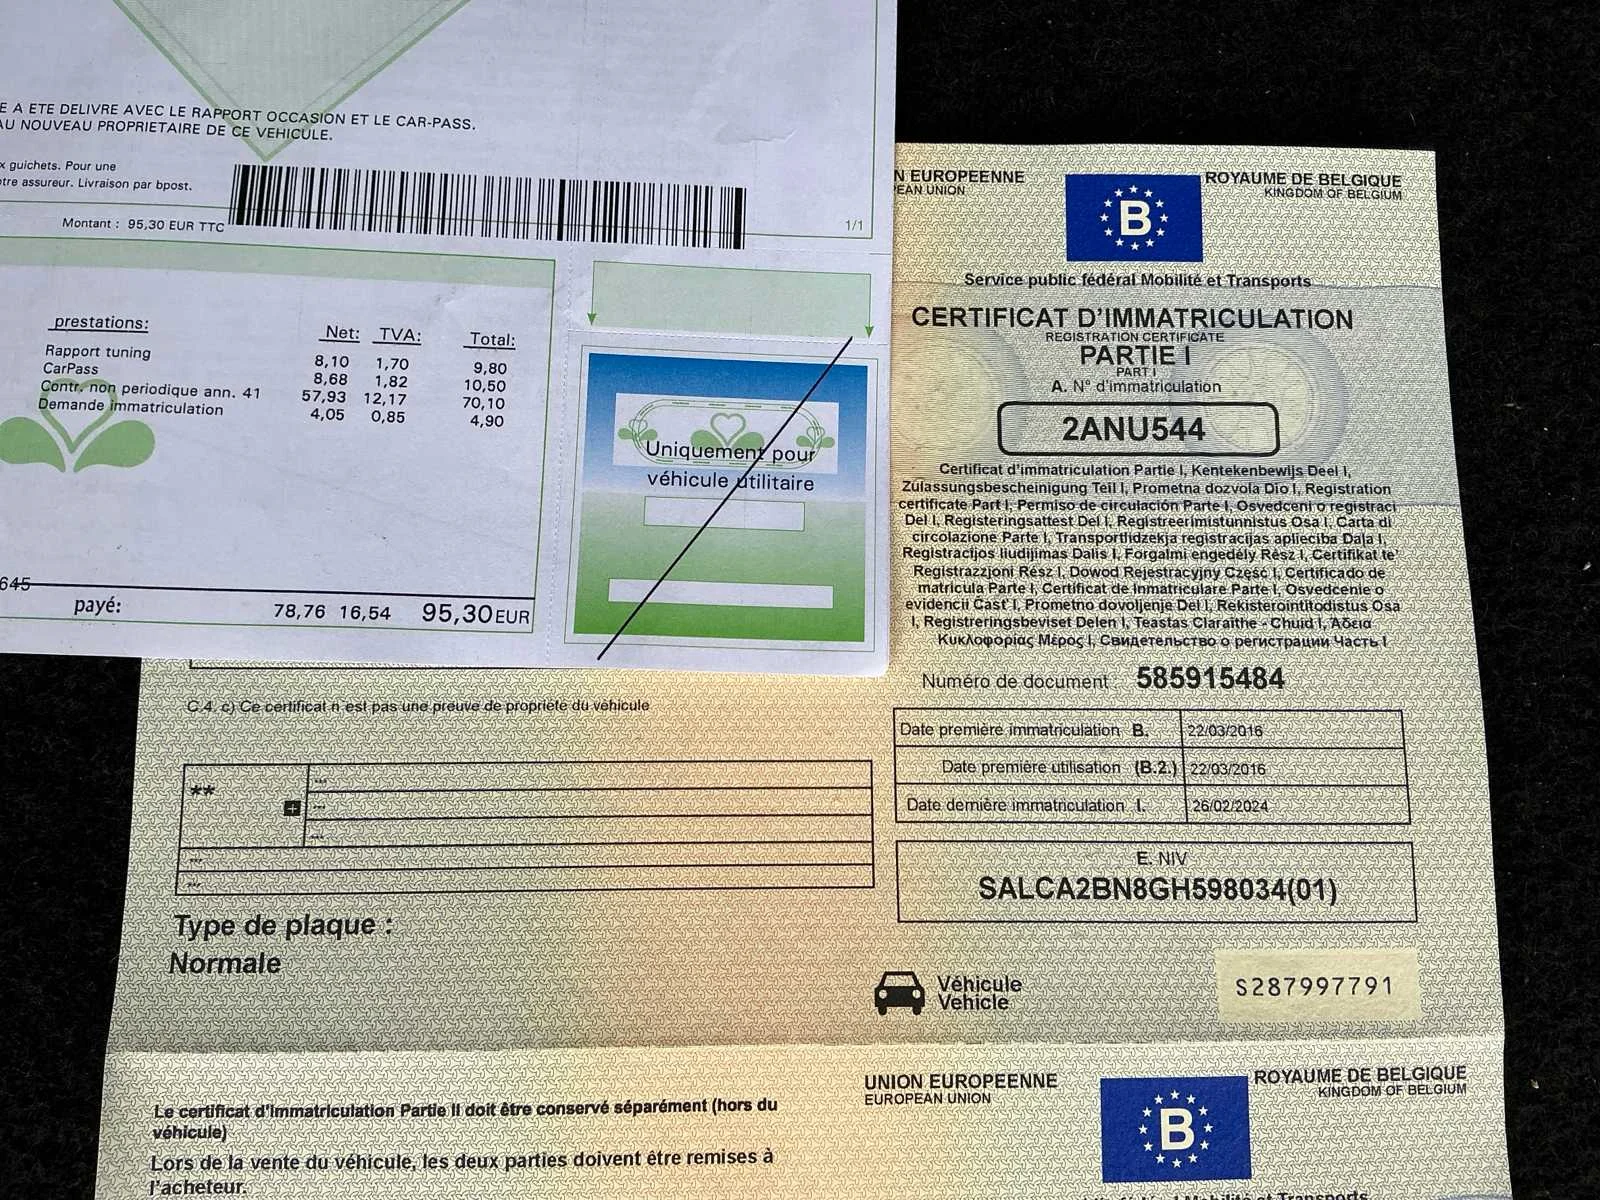 E A ETE DELIVRE AVEC LE RAPPORT OCCASION ET LE CAR-PASS.
AU NOUVEAU PROPRIETAIRE DE CE VEHICULE.
x guichets. Pour une
tre assureur. Livraison par bpost.
Montant : 95,30 EUR TTC
1/1
prestations: Net: TVA: Total:
Rapport tuning 8,10 1,70 9,80
CarPass 8,68 1,82 10,50
Contr. non periodique ann. 41 57,93 12,17 70,10
Demande immatriculation 4,05 0,85 4,90
645
payé: 78,76 16,54 95,30 EUR
Uniquement pour
véhicule utilitaire
N EUROPEENNE
EAN UNION
B
ROYAUME DE BELGIQUE
KINGDOM OF BELGIUM
Service public fédéral Mobilité et Transports
CERTIFICAT D'IMMATRICULATION
REGISTRATION CERTIFICATE
PARTIE I
PART I
A. N° d'immatriculation
2ANU544
Certificat d'immatriculation Partie I, Kentekenbewijs Deel I,
Zulassungsbescheinigung Teil I, Prometna dozvola Dio I, Registration
certificate Part I, Permiso de circulación Parte I, Osvedceni o registraci
Del I, Registeringsattest Del I, Registreerimistunnistus Osa I, Carta di
circolazione Parte I, Transportlidzekja registracijas aplieciba Daļa I,
Registracijos liudijimas Dalis I, Forgalmi engedély Rész I, Certifikat te'
Registrazzjoni Rész I, Dowod Rejestracyjny Część I, Certificado de
matricula Parte I, Certificat de Inmatriculare Parte I, Osvedcenie o
evidencii Cast' I, Prometno dovoljenje Del I, Rekisterointitodistus Osa
I, Registreringsbeviset Delen I, Teastas Claraithe - Chuid I, Άδεια
Κυκλοφορίας Μέρος I, Свидетельство о регистрации Часть I
Numéro de document 585915484
Date première immatriculation B. 22/03/2016
Date première utilisation (B.2.) 22/03/2016
Date dernière immatriculation I. 26/02/2024
E. NIV
SALCA2BN8GH598034(01)
C.4. c) Ce certificat n'est pas une preuve de propriété du véhicule
** + ...
...
...
...
...
Type de plaque :
Normale
Véhicule
Vehicle
S287997791
Le certificat d'immatriculation Partie II doit être conservé séparément (hors du
véhicule)
Lors de la vente du véhicule, les deux parties doivent être remises à
l'acheteur.
UNION EUROPEENNE
EUROPEAN UNION
B
ROYAUME DE BELGIQUE
KINGDOM OF BELGIUM
Mobilité et Transports